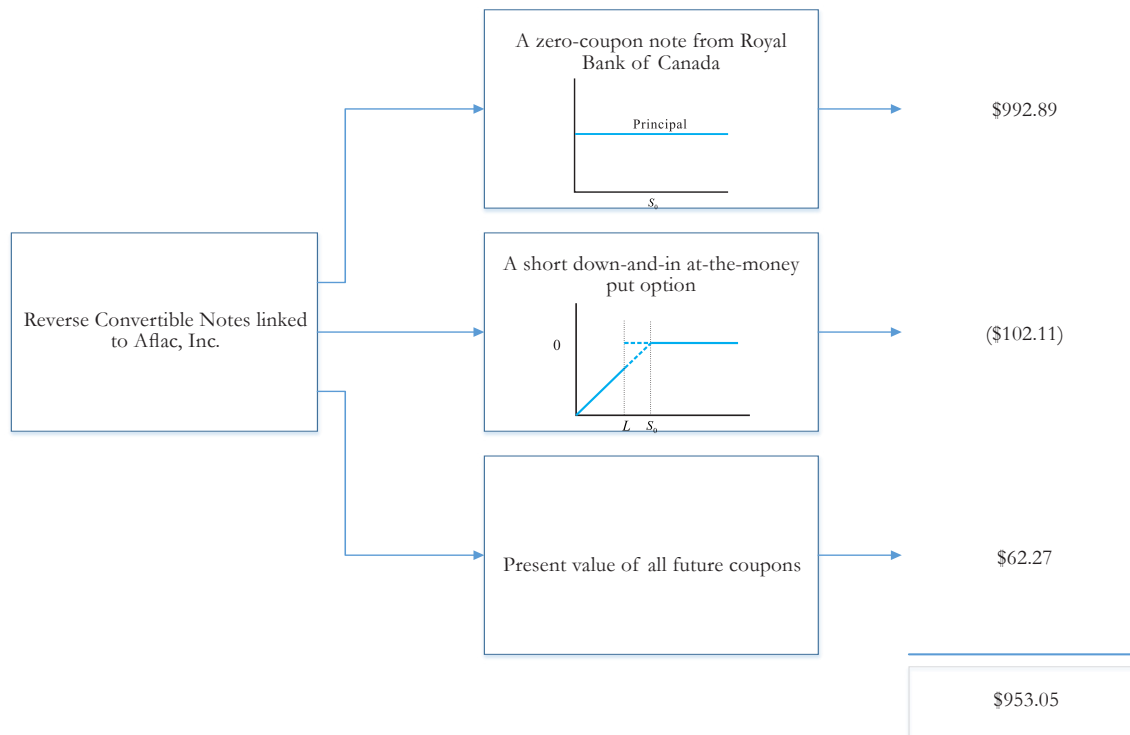 A zero-coupon note from Royal
Bank of Canada
Principal
S₀
$992.89
Reverse Convertible Notes linked
to Aflac, Inc.
A short down-and-in at-the-money
put option
0
L S₀
($102.11)
Present value of all future coupons
$62.27
$953.05